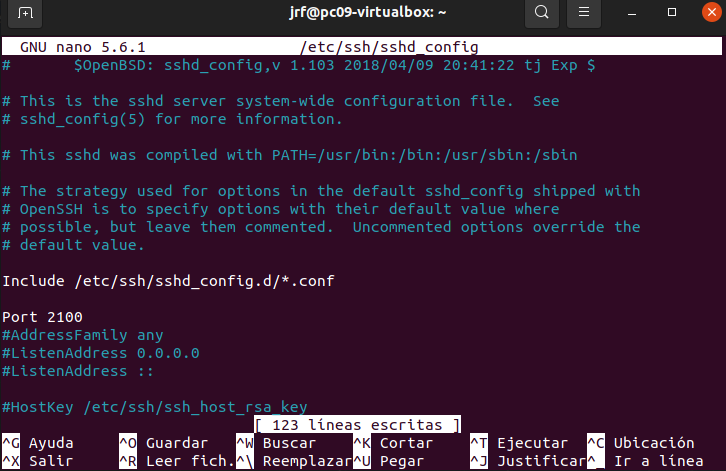 jrf@pc09-virtualbox: ~
GNU nano 5.6.1 /etc/ssh/sshd_config
# $OpenBSD: sshd_config,v 1.103 2018/04/09 20:41:22 tj Exp $
# This is the sshd server system-wide configuration file.  See
# sshd_config(5) for more information.
# This sshd was compiled with PATH=/usr/bin:/bin:/usr/sbin:/sbin
# The strategy used for options in the default sshd_config shipped with
# OpenSSH is to specify options with their default value where
# possible, but leave them commented.  Uncommented options override the
# default value.
Include /etc/ssh/sshd_config.d/*.conf
Port 2100
#AddressFamily any
#ListenAddress 0.0.0.0
#ListenAddress ::
#HostKey /etc/ssh/ssh_host_rsa_key
[ 123 líneas escritas ]
^G Ayuda ^O Guardar ^W Buscar ^K Cortar ^T Ejecutar ^C Ubicación
^X Salir ^R Leer fich. ^\ Reemplazar ^U Pegar ^J Justificar ^_ Ir a línea